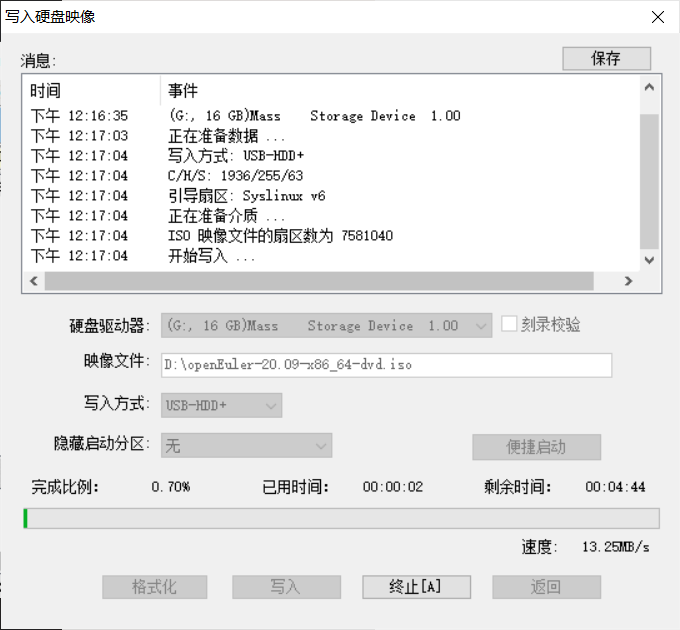 写入硬盘映像
消息:
保存
时间 事件
下午 12:16:35 (G:, 16 GB)Mass Storage Device 1.00
下午 12:17:03 正在准备数据 ...
下午 12:17:04 写入方式: USB-HDD+
下午 12:17:04 C/H/S: 1936/255/63
下午 12:17:04 引导扇区: Syslinux v6
下午 12:17:04 正在准备介质 ...
下午 12:17:04 ISO 映像文件的扇区数为 7581040
下午 12:17:04 开始写入 ...
硬盘驱动器: (G:, 16 GB)Mass Storage Device 1.00 刻录校验
映像文件: D:\openEuler-20.09-x86_64-dvd.iso
写入方式: USB-HDD+
隐藏启动分区: 无 便捷启动
完成比例: 0.70% 已用时间: 00:00:02 剩余时间: 00:04:44
速度: 13.25MB/s
格式化 写入 终止[A] 返回